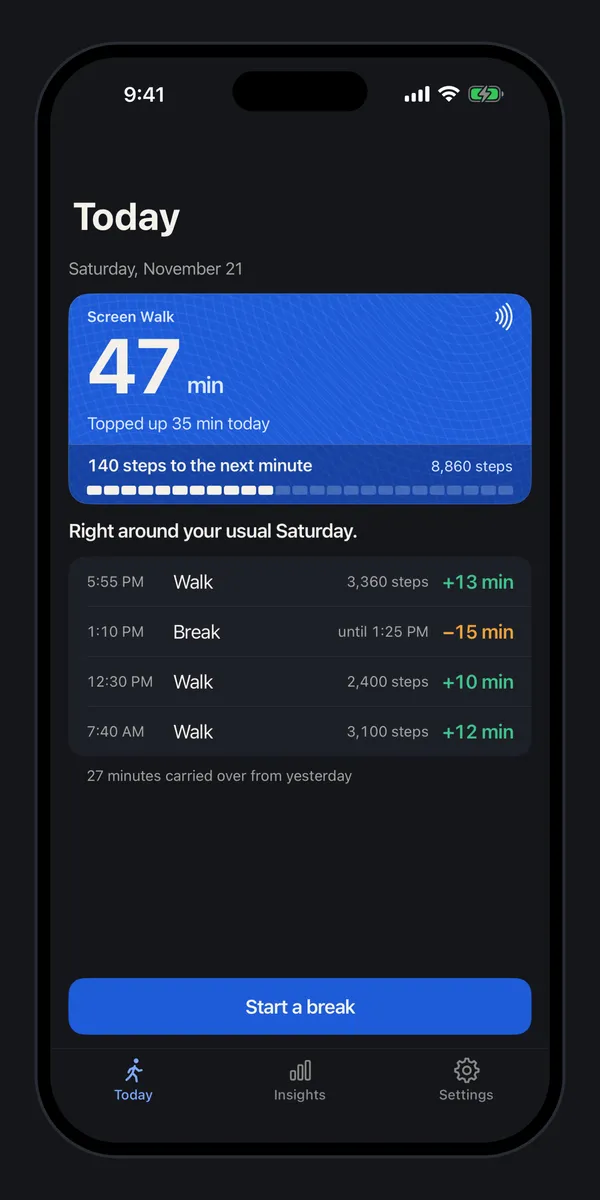 9:41
Today
Saturday, November 21
Screen Walk
47 min
Topped up 35 min today
140 steps to the next minute 8,860 steps
Right around your usual Saturday.
5:55 PM Walk 3,360 steps +13 min
1:10 PM Break until 1:25 PM −15 min
12:30 PM Walk 2,400 steps +10 min
7:40 AM Walk 3,100 steps +12 min
27 minutes carried over from yesterday
Start a break
Today Insights Settings